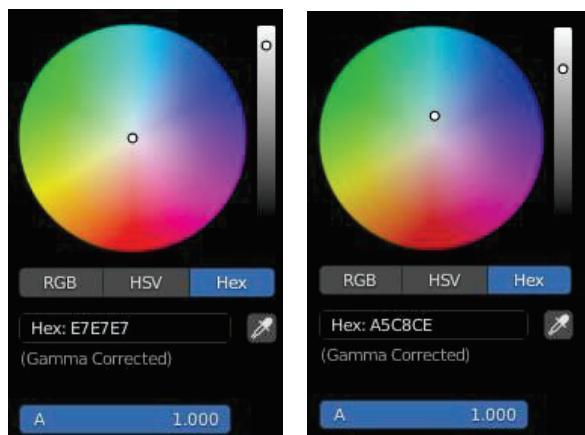 RGB HSV Hex
Hex: E7E7E7
(Gamma Corrected)
A 1.000
RGB HSV Hex
Hex: A5C8CE
(Gamma Corrected)
A 1.000